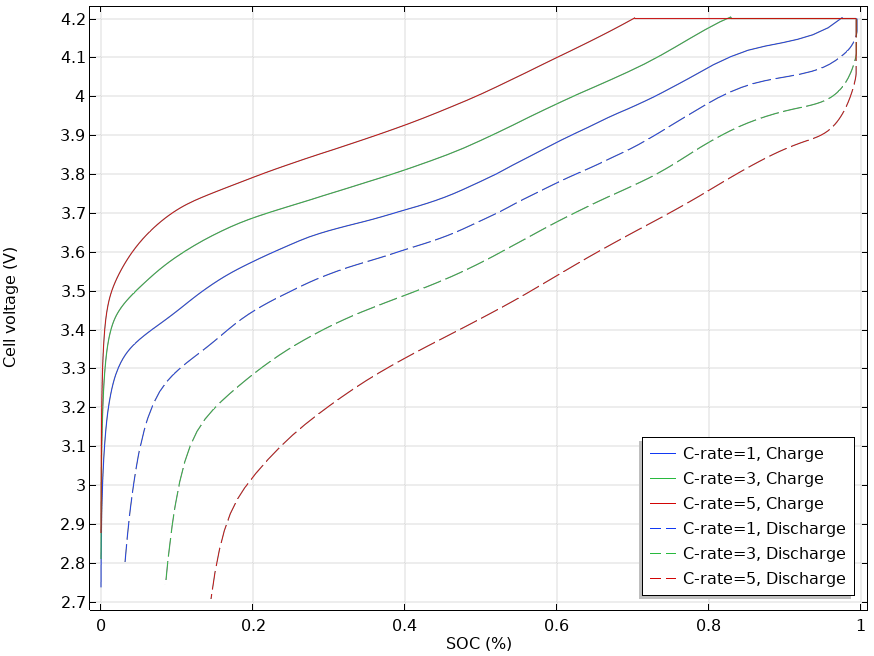 4.2
4.1
4
3.9
3.8
3.7
3.6
3.5
3.4
3.3
3.2
3.1
3
2.9
2.8
2.7
Cell voltage (V)
C-rate=1, Charge
C-rate=3, Charge
C-rate=5, Charge
C-rate=1, Discharge
C-rate=3, Discharge
C-rate=5, Discharge
0 0.2 0.4 0.6 0.8 1
SOC (%)